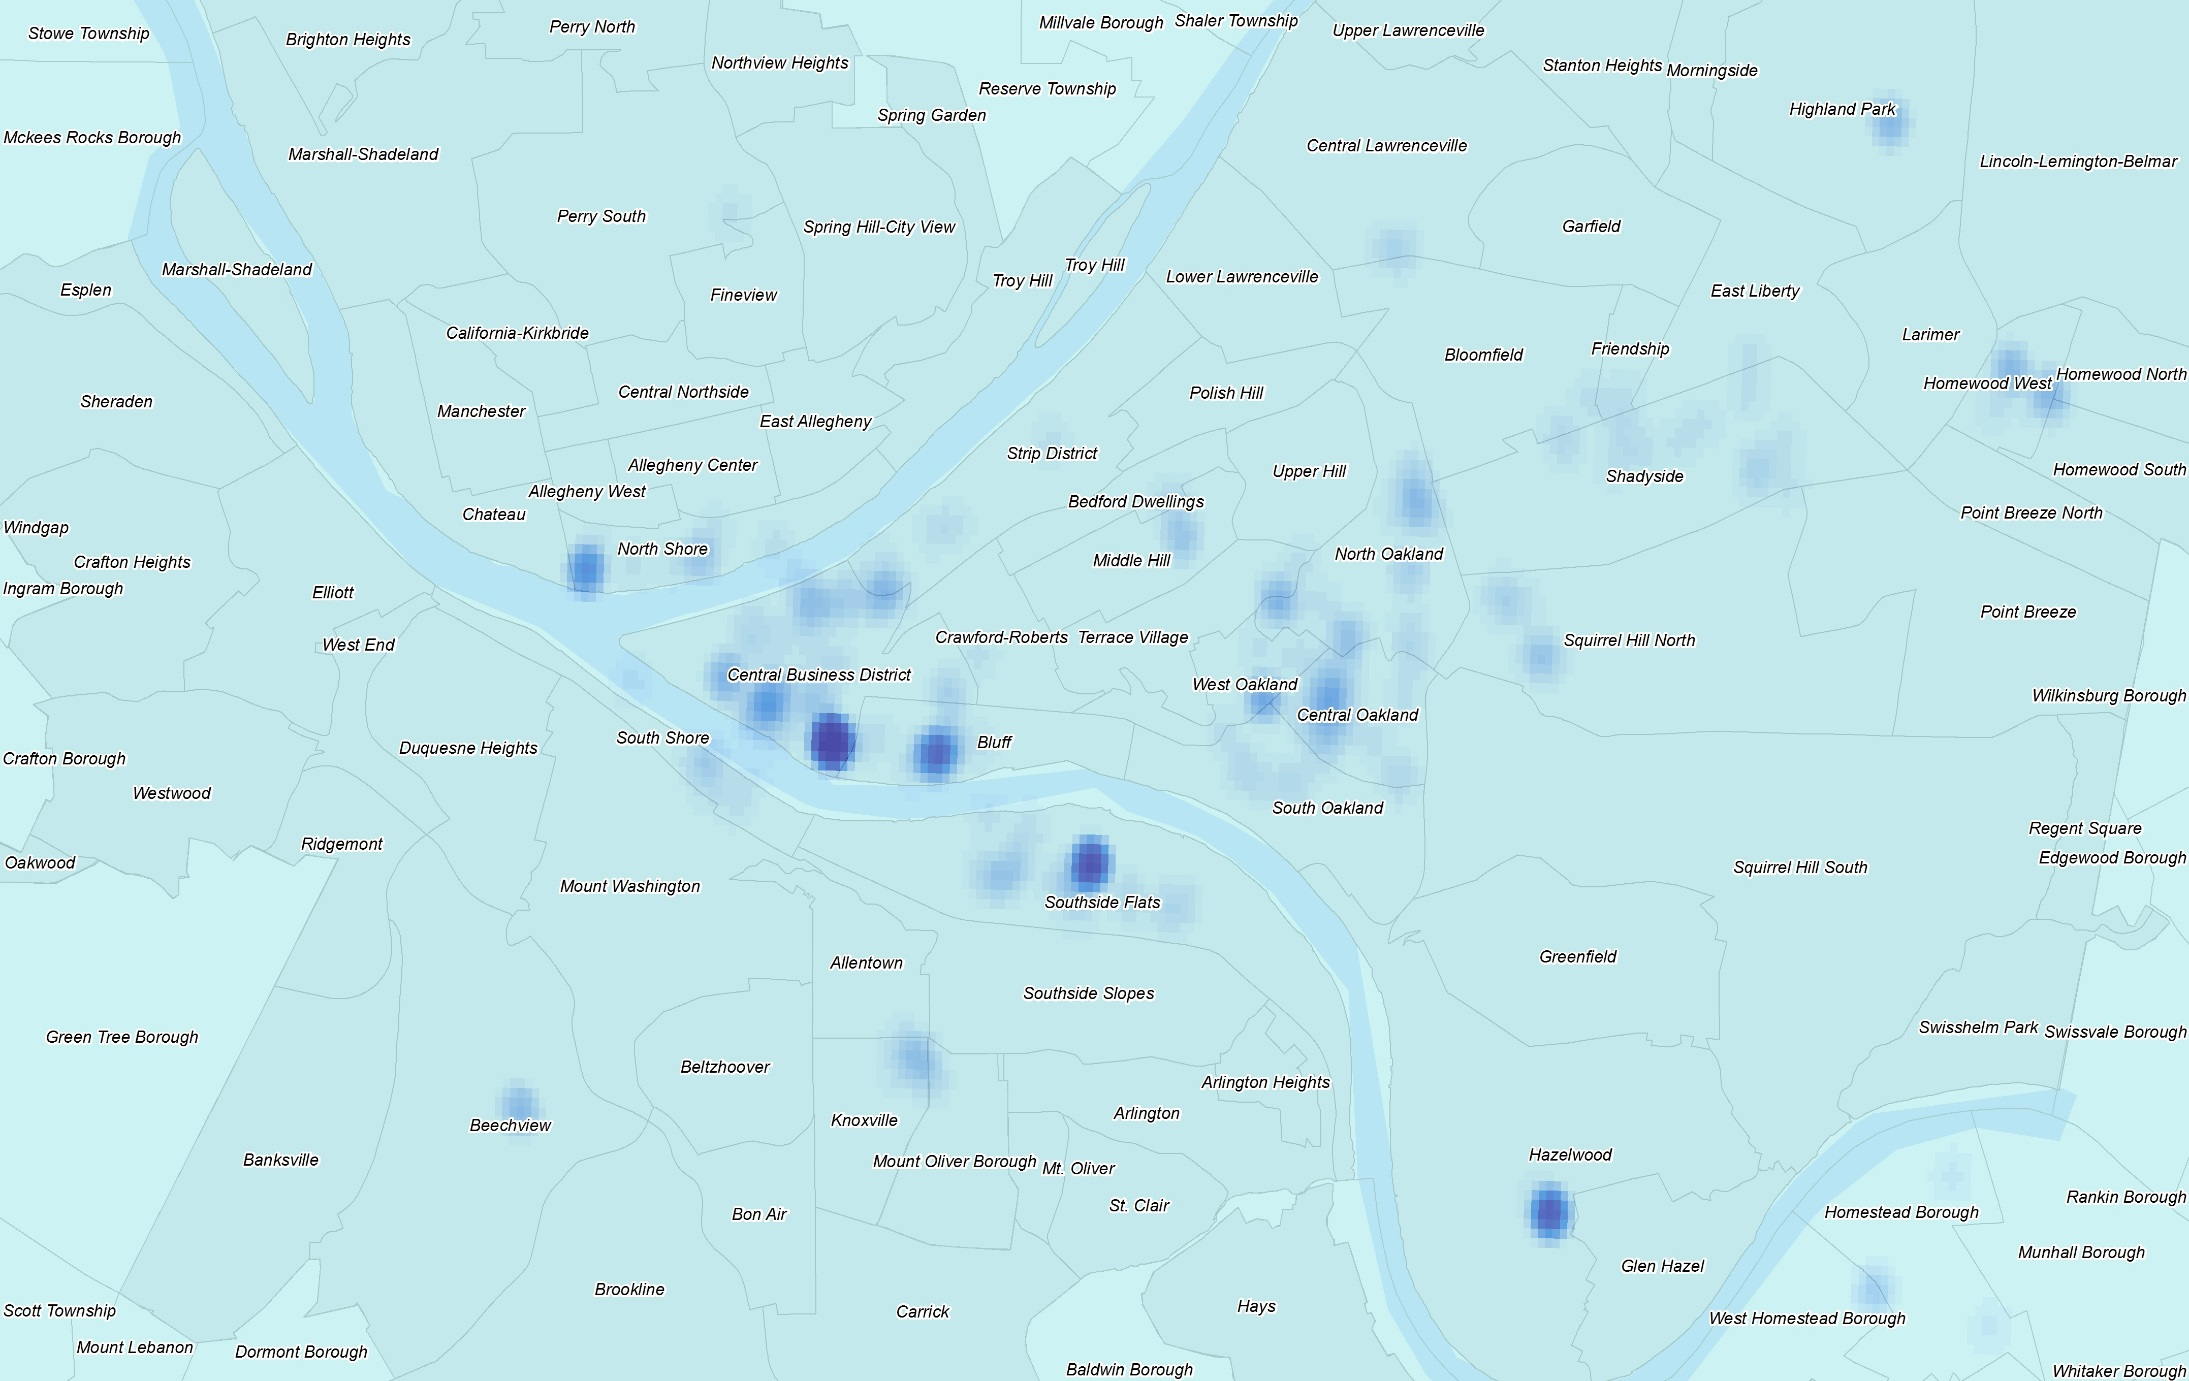 Stowe Township
Brighton Heights
Perry North
Millvale Borough
Shaler Township
Upper Lawrenceville
Northview Heights
Stanton Heights
Morningside
Reserve Township
Spring Garden
Highland Park
Mckees Rocks Borough
Marshall-Shadeland
Central Lawrenceville
Lincoln-Lemington-Belmar
Perry South
Spring Hill-City View
Garfield
Marshall-Shadeland
Troy Hill
Troy Hill
Lower Lawrenceville
Esplen
Fineview
East Liberty
California-Kirkbride
Larimer
Bloomfield
Friendship
Homewood West
Homewood North
Sheraden
Central Northside
Polish Hill
Manchester
East Allegheny
Strip District
Allegheny Center
Upper Hill
Shadyside
Homewood South
Allegheny West
Bedford Dwellings
Chateau
Point Breeze North
Windgap
North Shore
North Oakland
Crafton Heights
Middle Hill
Ingram Borough
Elliott
Point Breeze
West End
Crawford-Roberts
Terrace Village
Squirrel Hill North
Central Business District
West Oakland
Wilkinsburg Borough
Central Oakland
South Shore
Duquesne Heights
Bluff
Crafton Borough
Westwood
South Oakland
Regent Square
Ridgemont
Edgewood Borough
Oakwood
Squirrel Hill South
Mount Washington
Southside Flats
Greenfield
Allentown
Southside Slopes
Green Tree Borough
Swisshelm Park
Swissvale Borough
Beltzhoover
Arlington Heights
Beechview
Knoxville
Arlington
Banksville
Mount Oliver Borough
Mt. Oliver
Hazelwood
St. Clair
Rankin Borough
Bon Air
Homestead Borough
Munhall Borough
Glen Hazel
Brookline
Scott Township
Carrick
Hays
West Homestead Borough
Mount Lebanon
Dormont Borough
Baldwin Borough
Whitaker Borough